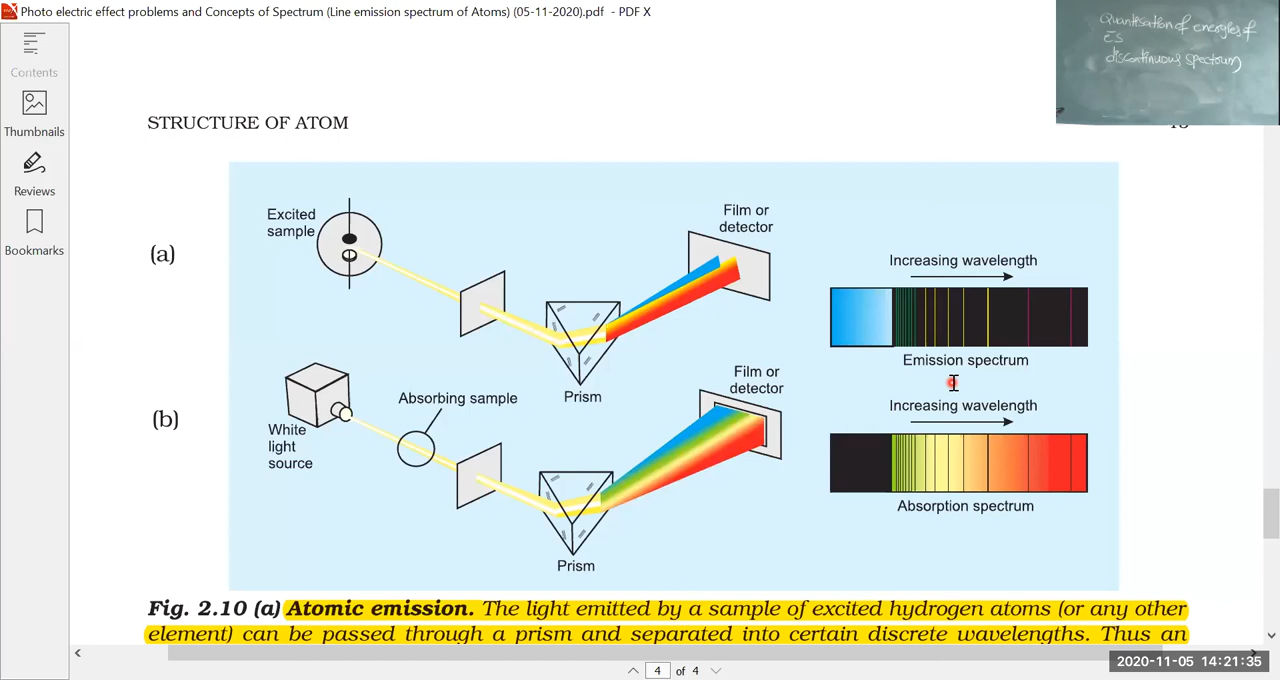 Photo electric effect problems and Concepts of Spectrum (Line emission spectrum of Atoms) (05-11-2020).pdf - PDF X
Contents
Thumbnails
Reviews
Bookmarks
Quantisation of energies of
discontinuous spectrum
STRUCTURE OF ATOM
(a)
Excited
sample
Film or
detector
Prism
Increasing wavelength
Emission spectrum
(b)
White
light
source
Absorbing sample
Film or
detector
Prism
Increasing wavelength
Absorption spectrum
Fig. 2.10 (a) Atomic emission. The light emitted by a sample of excited hydrogen atoms (or any other
element) can be passed through a prism and separated into certain discrete wavelengths. Thus an
4 of 4
2020-11-05 14:21:35